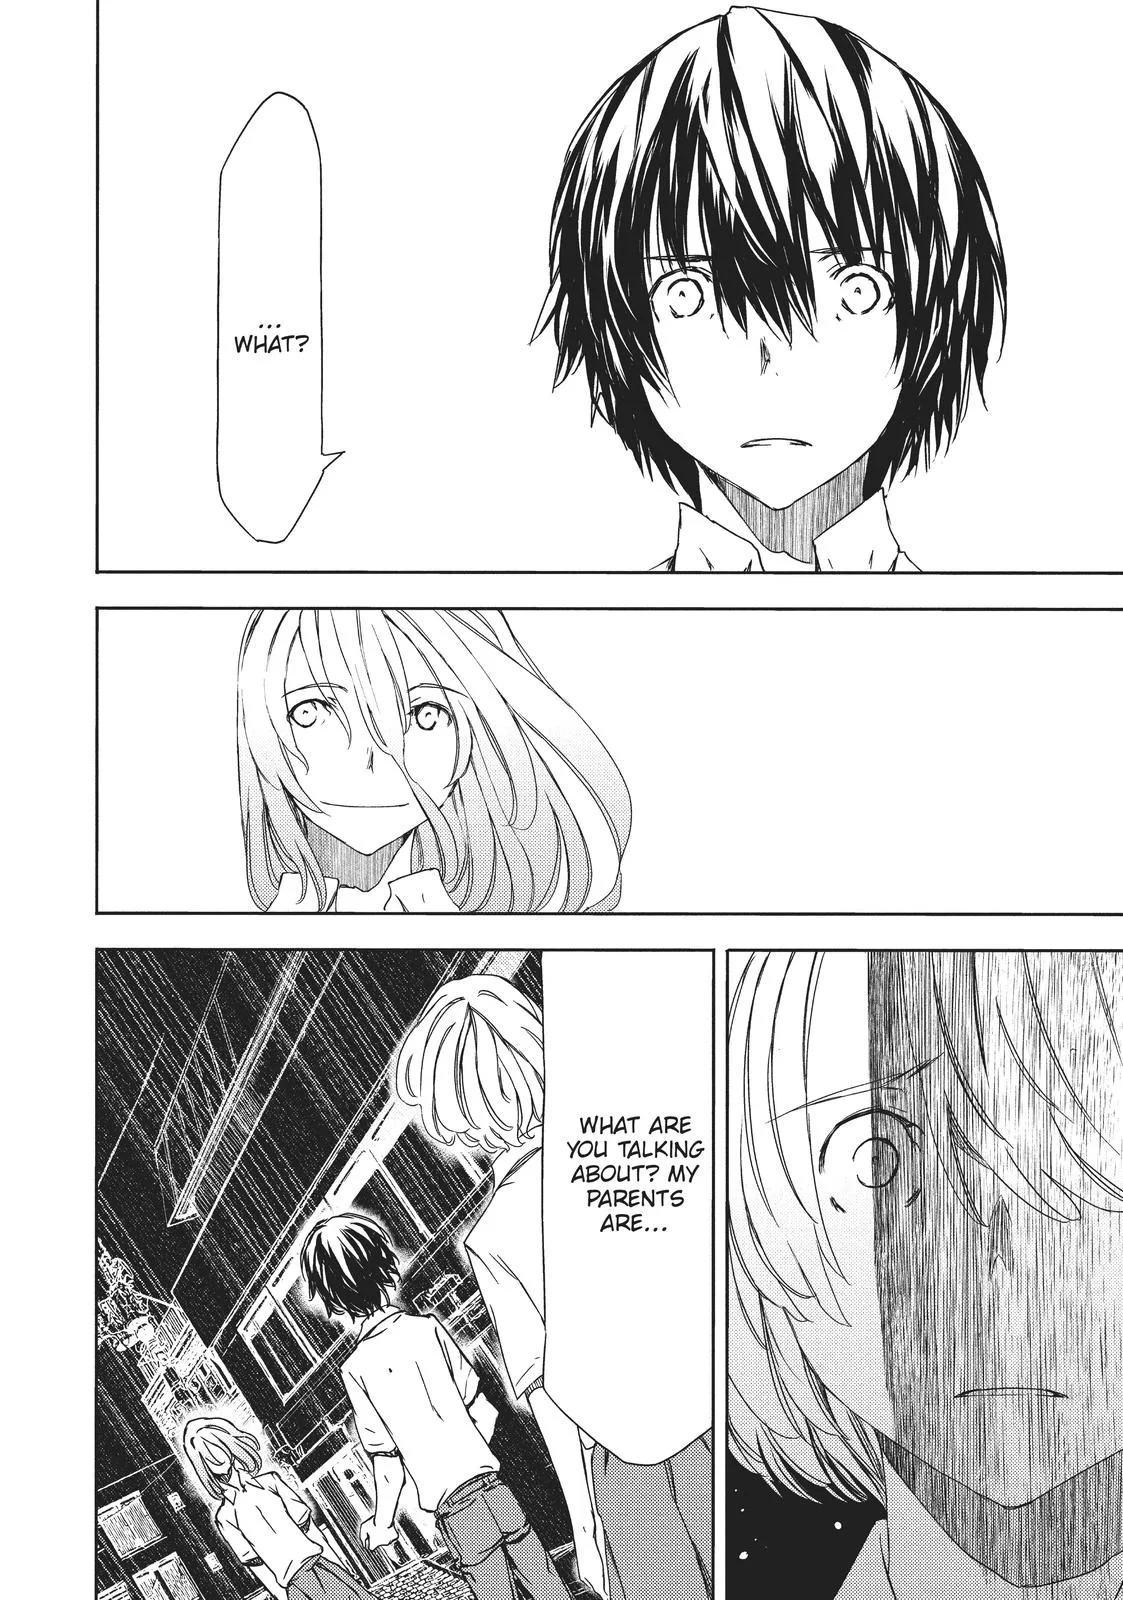 ...
WHAT?
WHAT ARE
YOU TALKING
ABOUT? MY
PARENTS
ARE...